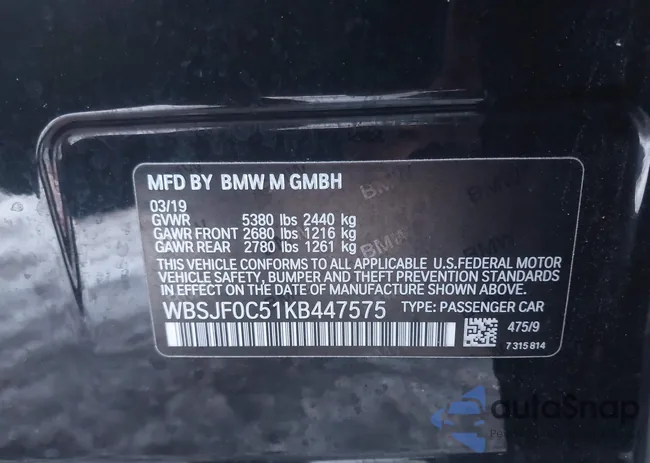 MFD BY BMW M GMBH
03/19
GVWR 5380 lbs 2440 kg
GAWR FRONT 2680 lbs 1216 kg
GAWR REAR 2780 lbs 1261 kg
THIS VEHICLE CONFORMS TO ALL APPLICABLE U.S.FEDERAL MOTOR
VEHICLE SAFETY, BUMPER AND THEFT PREVENTION STANDARDS
IN EFFECT ON THE DATE OF MANUFACTURE SHOWN ABOVE.
WBSJF0C51KB447575 TYPE: PASSENGER CAR
475/9
7 315 814
autoSnap